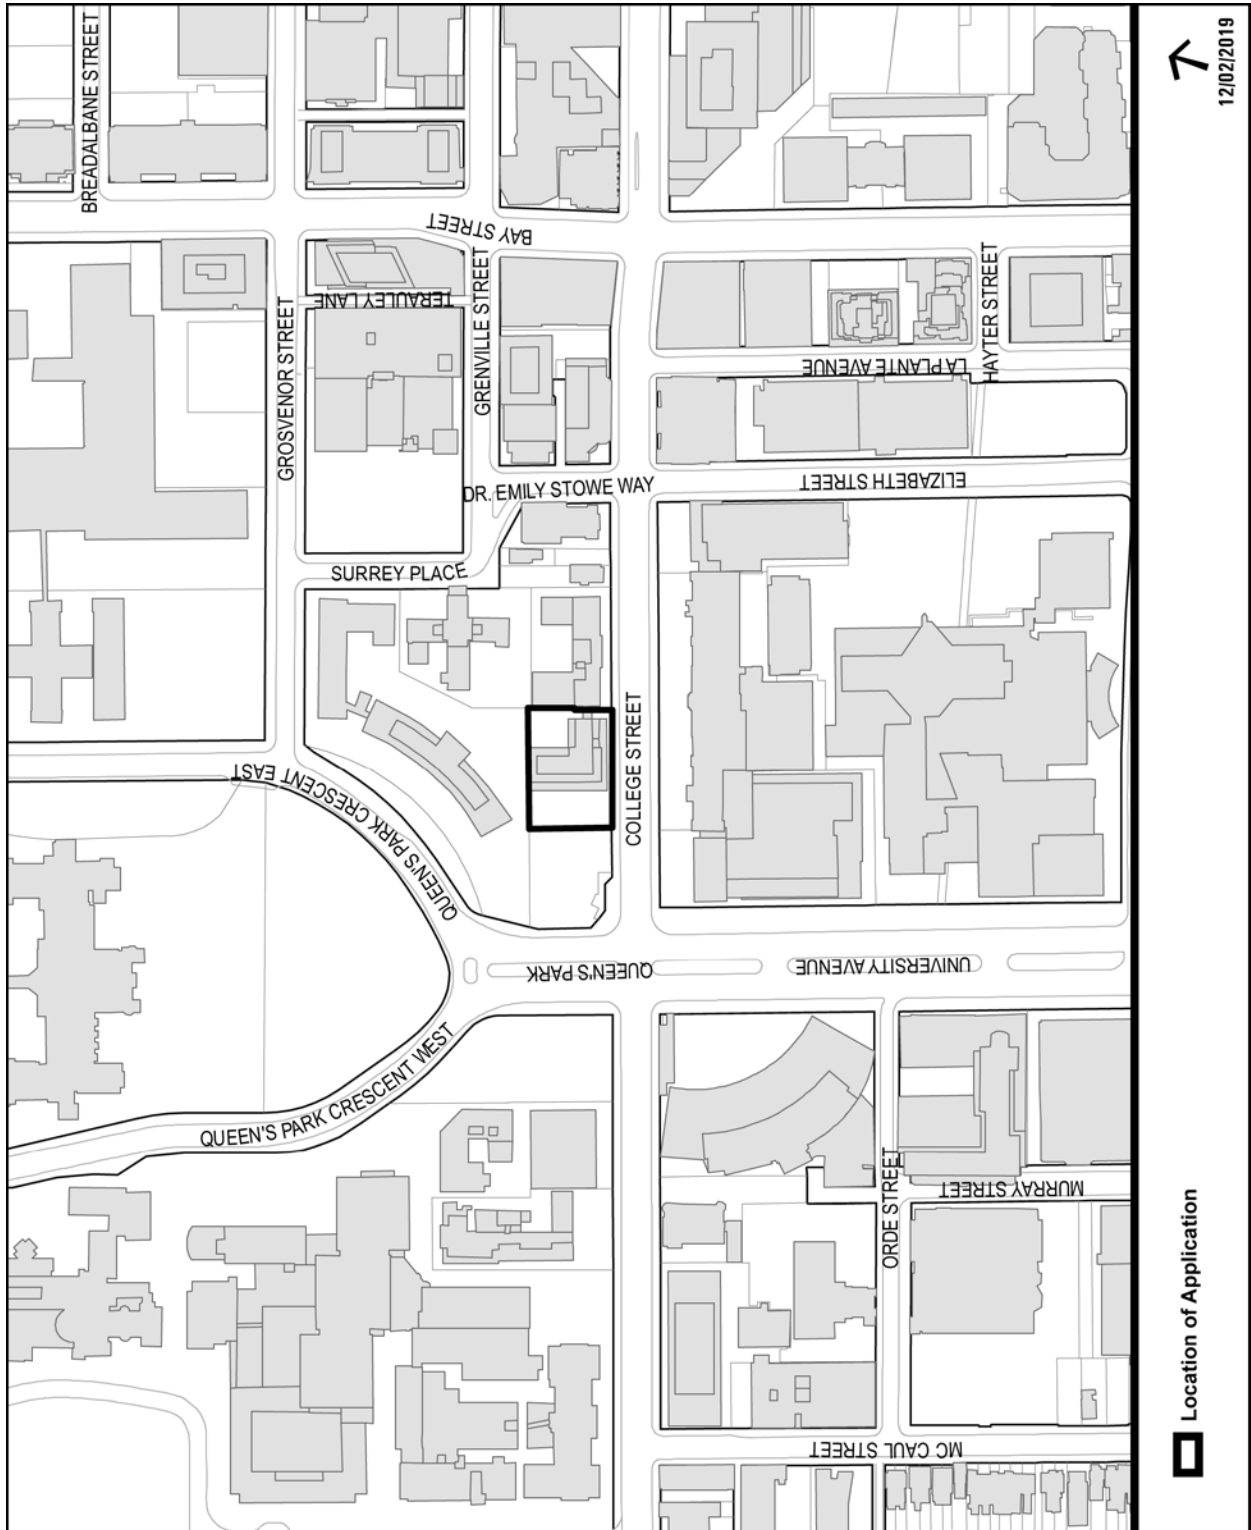 BREADALBANE STREET
BAY STREET
GROSVENOR STREET
TERAULEY LANE
GRENVILLE STREET
HAYTER STREET
LA PLANTE AVENUE
DR. EMILY STOWE WAY
ELIZABETH STREET
SURREY PLACE
COLLEGE STREET
QUEEN'S PARK CRESCENT EAST
QUEEN'S PARK
UNIVERSITY AVENUE
QUEEN'S PARK CRESCENT WEST
ORDE STREET
MURRAY STREET
MC CAUL STREET
Location of Application
12/02/2019